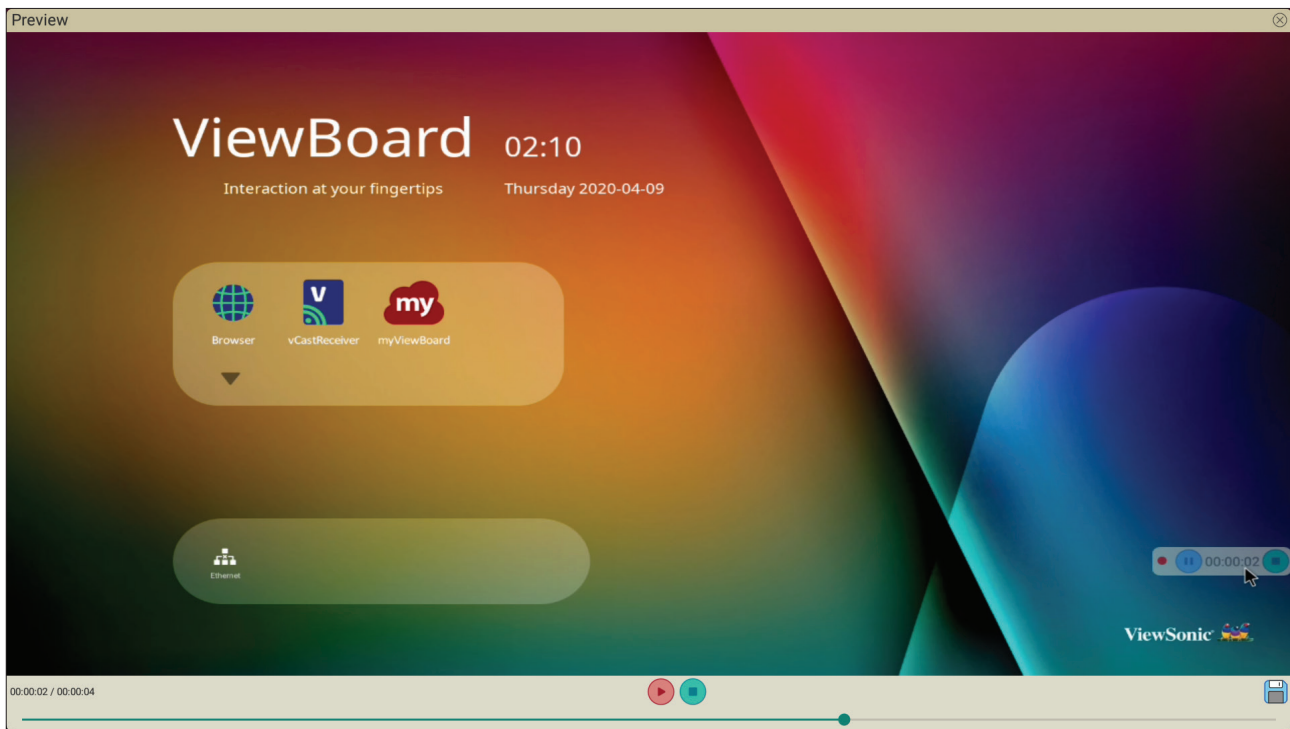 Preview
ViewBoard 02:10
Interaction at your fingertips Thursday 2020-04-09
V my
Browser vCastReceiver myViewBoard
Ethernet
00:00:02
ViewSonic
00:00:02 / 00:00:04